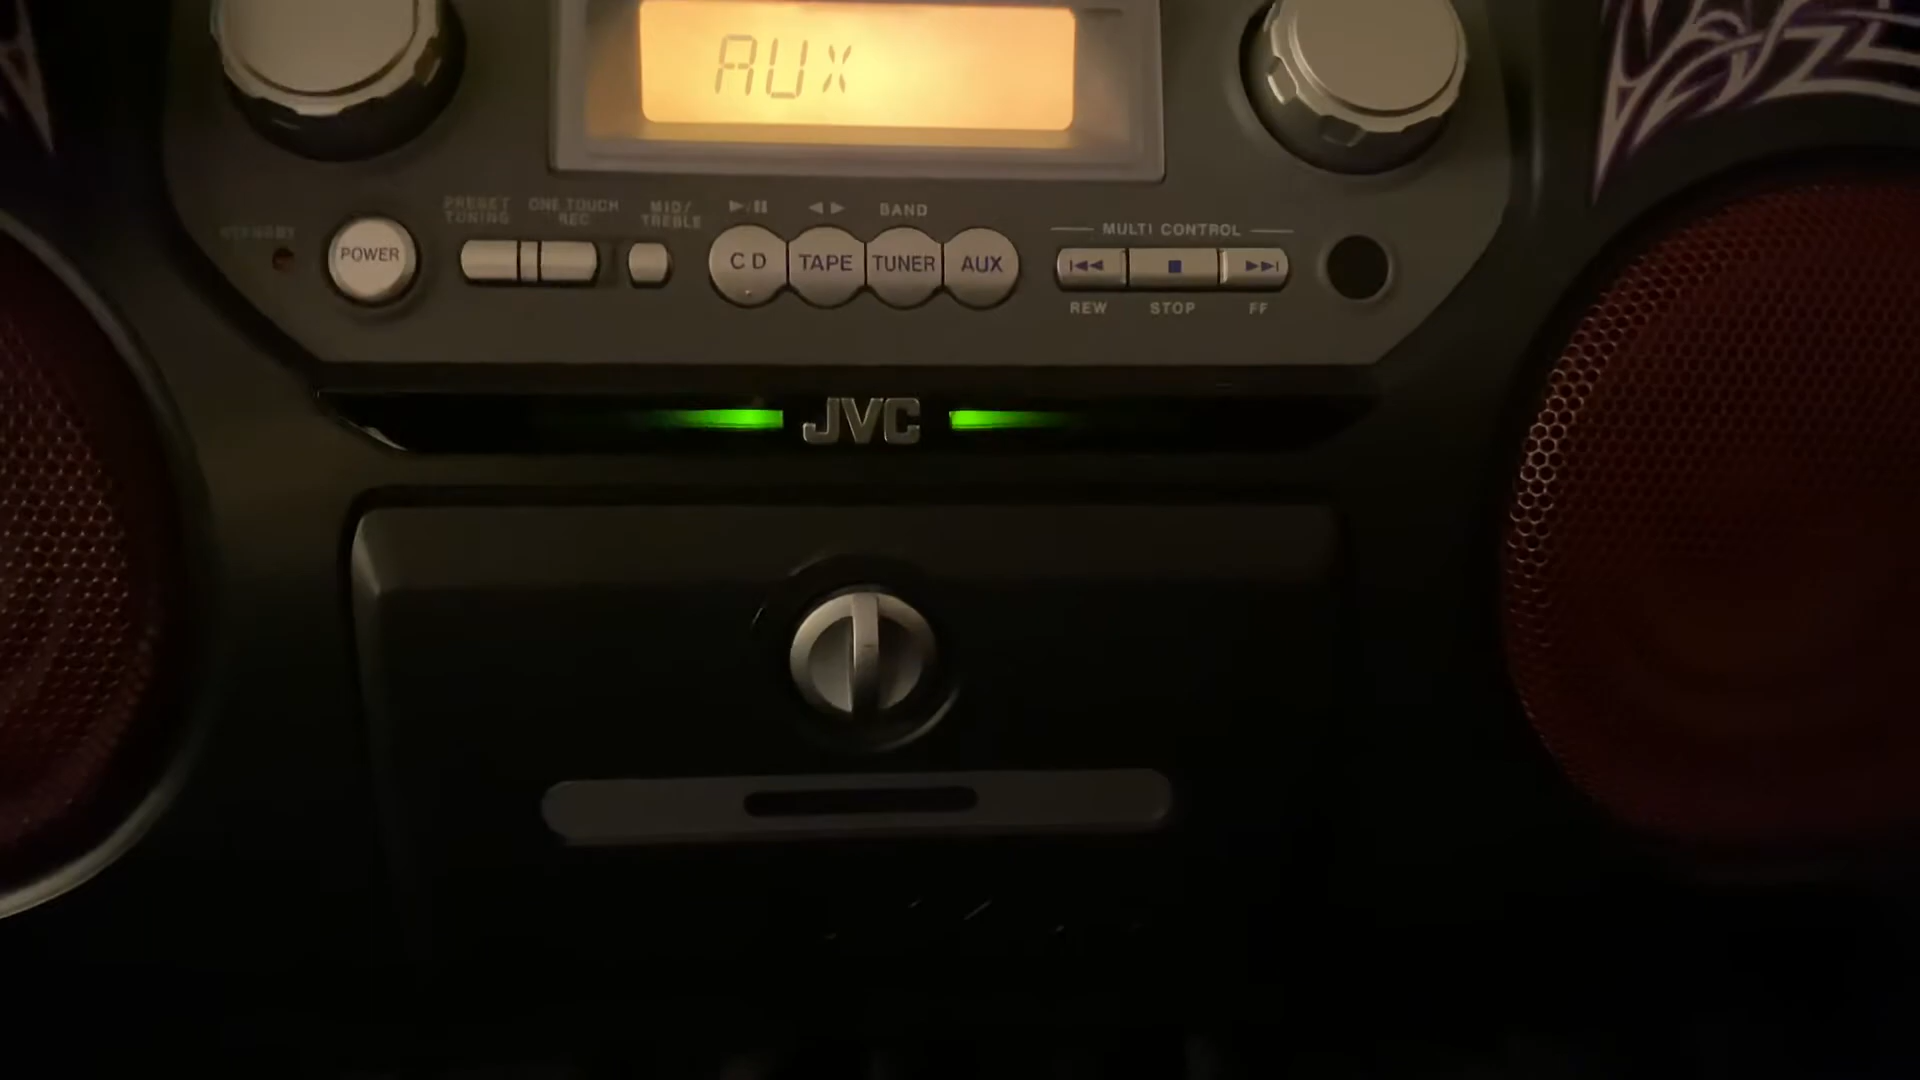 AUX
PRESET TUNING
ONE TOUCH REC
MID/ TREBLE
BAND
STANDBY
POWER
CD
TAPE
TUNER
AUX
MULTI CONTROL
REW
STOP
FF
JVC